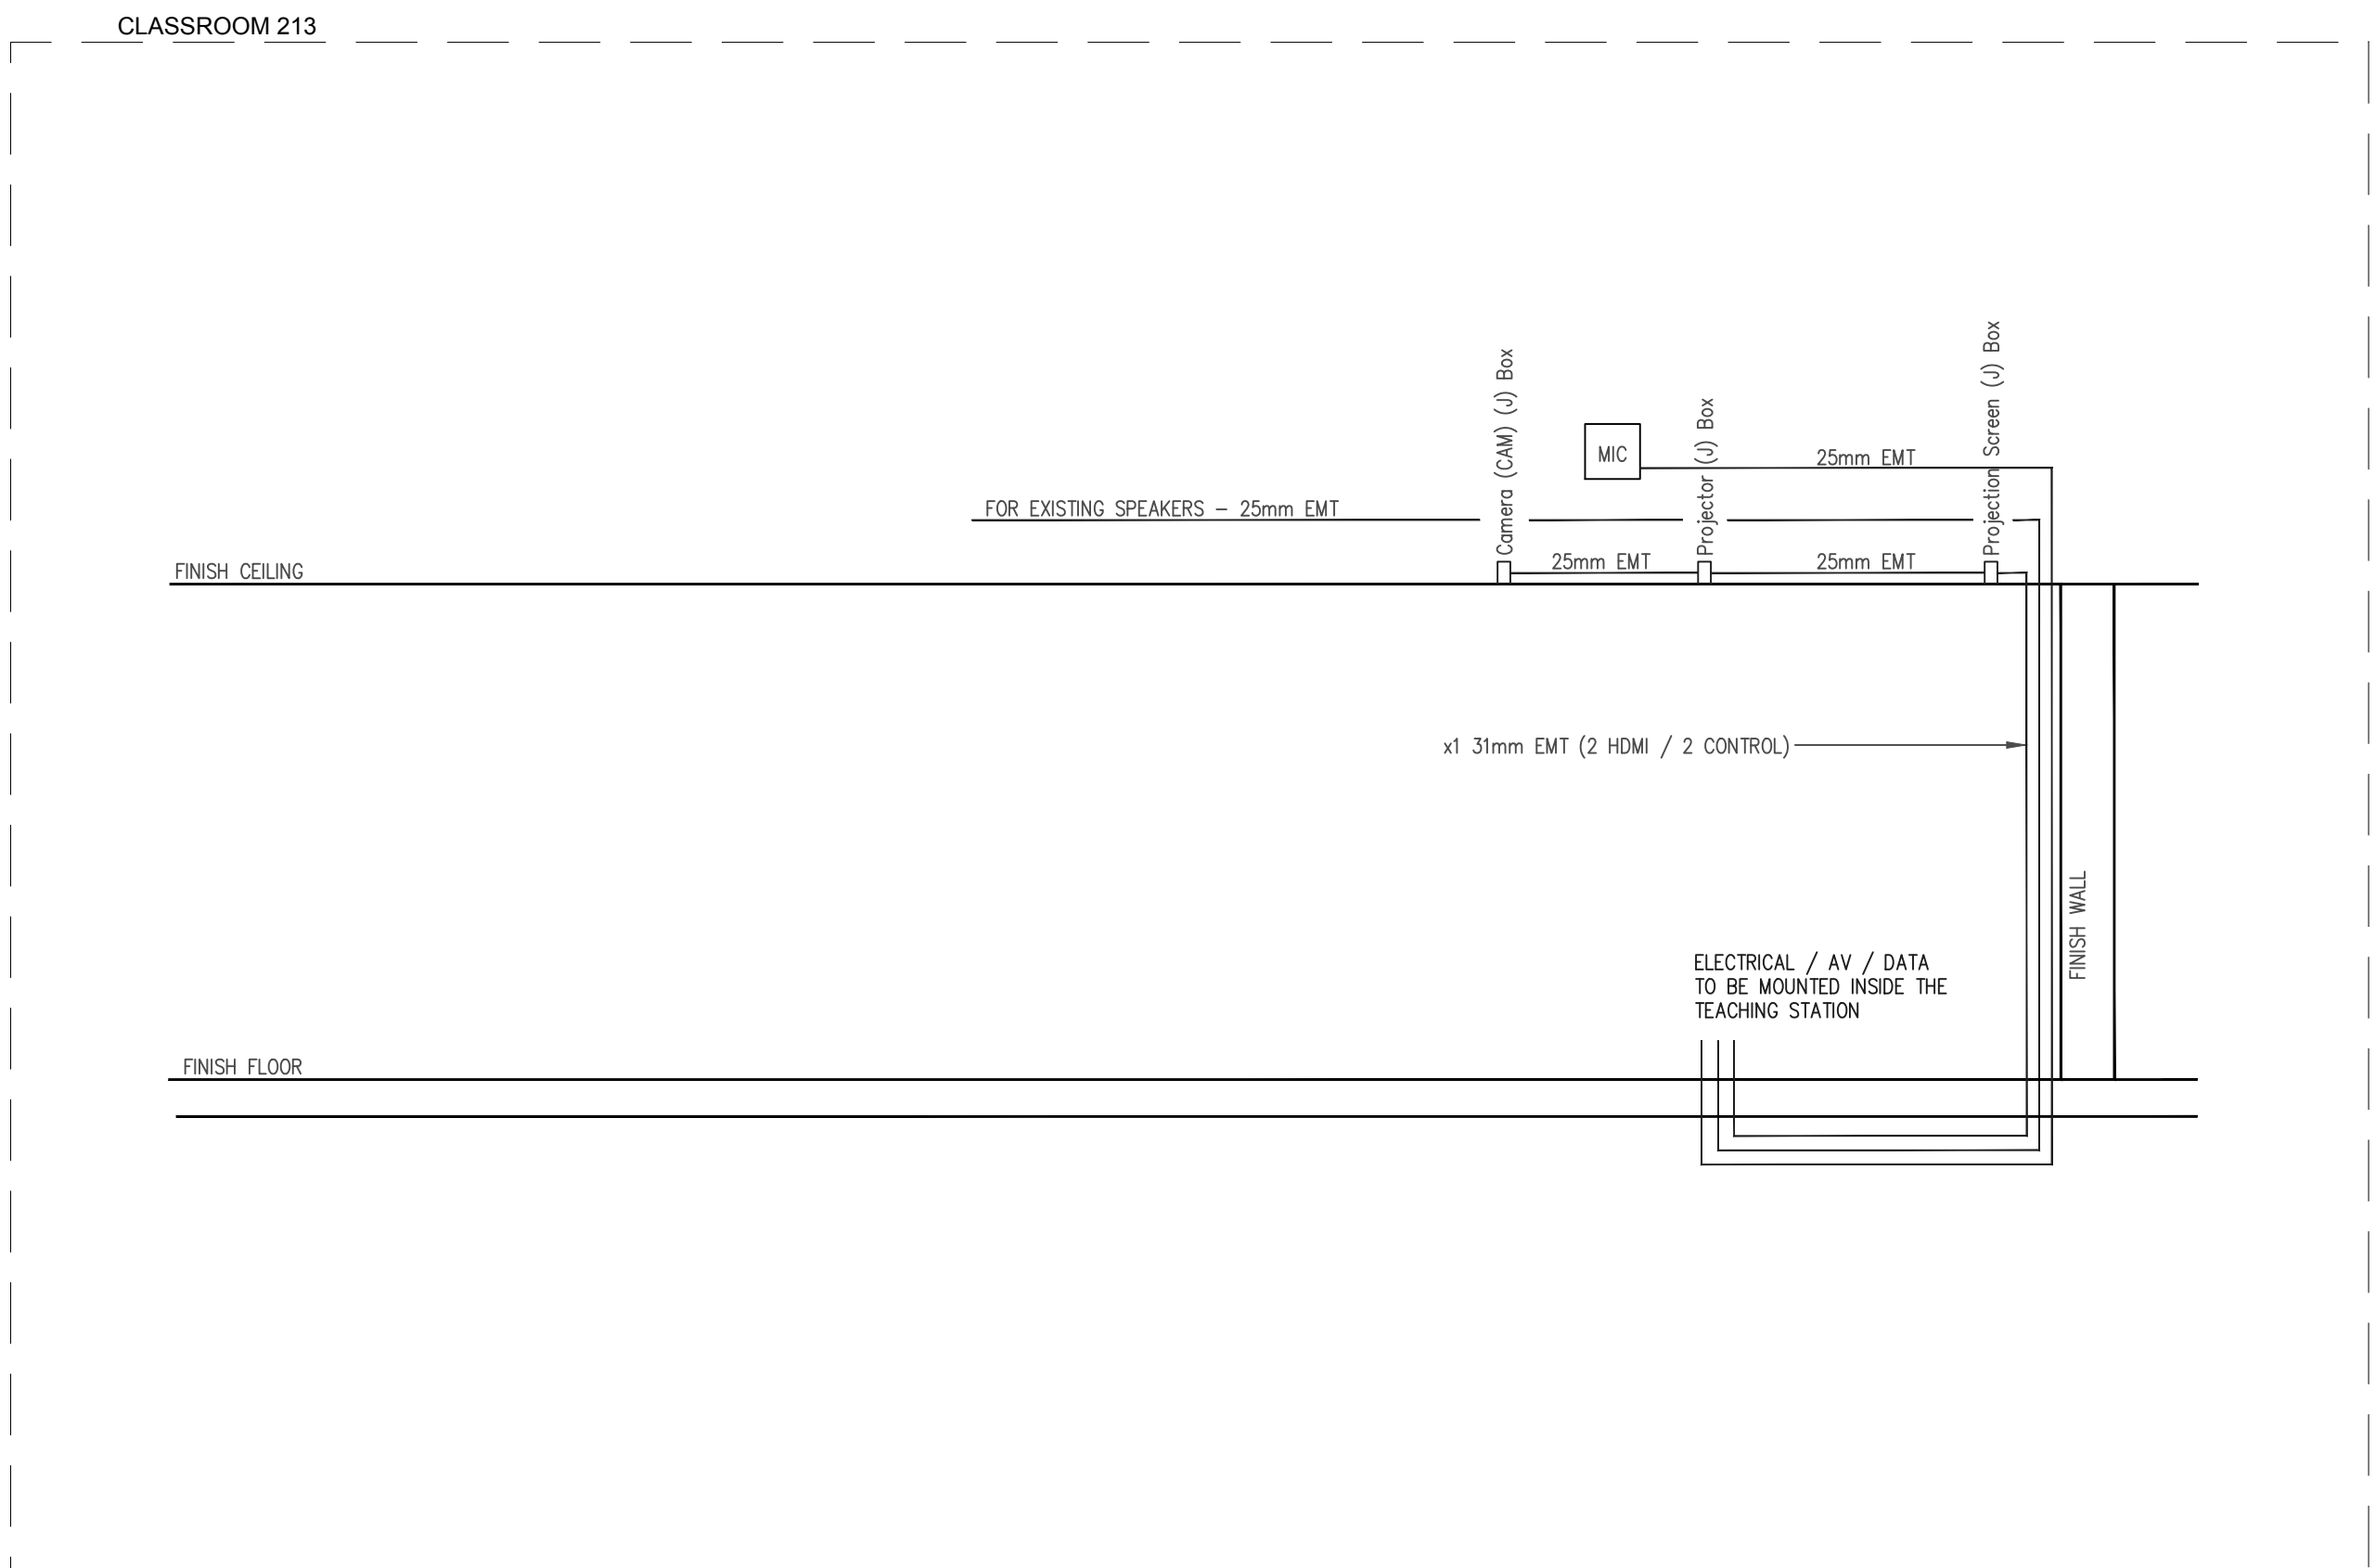 CLASSROOM 213
Camera (CAM) (J) Box
Projector (J) Box
Projection Screen (J) Box
MIC
25mm EMT
FOR EXISTING SPEAKERS - 25mm EMT
25mm EMT
25mm EMT
FINISH CEILING
x1 31mm EMT (2 HDMI / 2 CONTROL)
FINISH WALL
ELECTRICAL / AV / DATA
TO BE MOUNTED INSIDE THE
TEACHING STATION
FINISH FLOOR